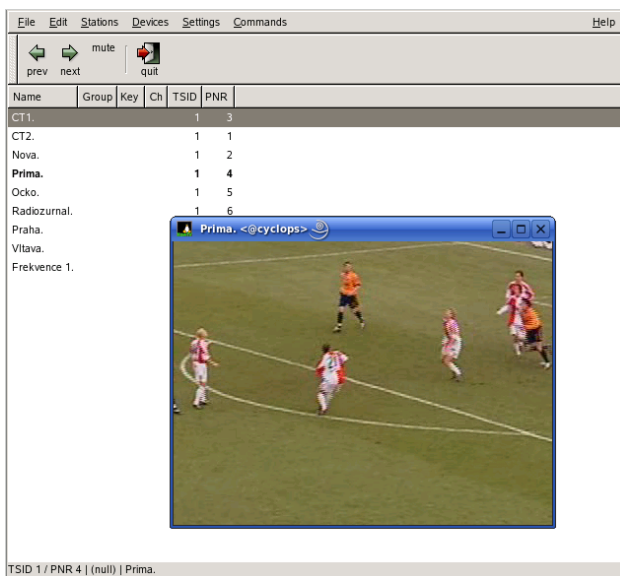 File Edit Stations Devices Settings Commands Help
prev next mute quit
Name Group Key Ch TSID PNR
CT1. 1 3
CT2. 1 1
Nova. 1 2
Prima. 1 4
Ocko. 1 5
Radiozurnal. 1 6
Praha.
Vltava.
Frekvence 1.
Prima. <@cyclops>
21
TSID 1 / PNR 4 | (null) | Prima.